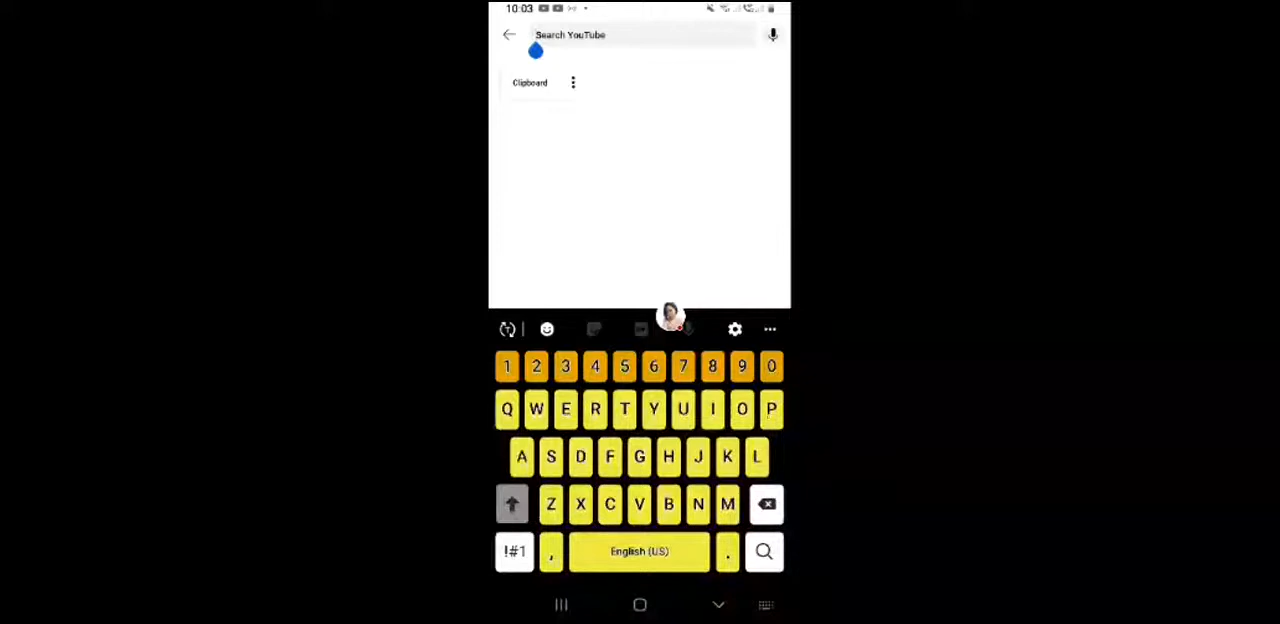 10:03
Search YouTube
Clipboard
1 2 3 4 5 6 7 8 9 0
Q W E R T Y U I O P
A S D F G H J K L
Z X C V B N M
!#1 , English (US) .